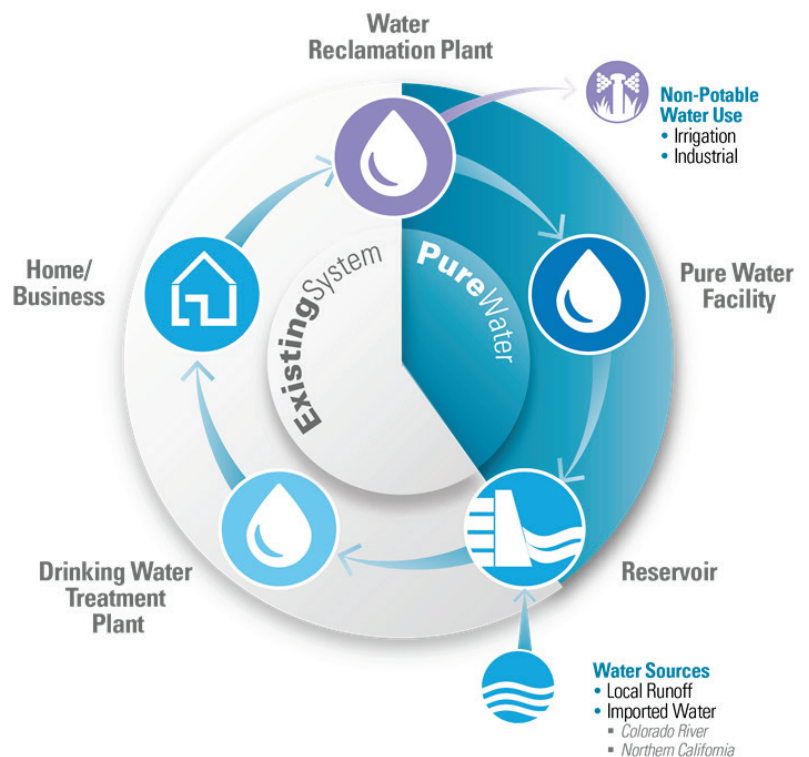 Water
Reclamation Plant
Non-Potable
Water Use
• Irrigation
• Industrial
Home/
Business
ExistingSystem
PureWater
Pure Water
Facility
Drinking Water
Treatment
Plant
Reservoir
Water Sources
• Local Runoff
• Imported Water
▪ Colorado River
▪ Northern California